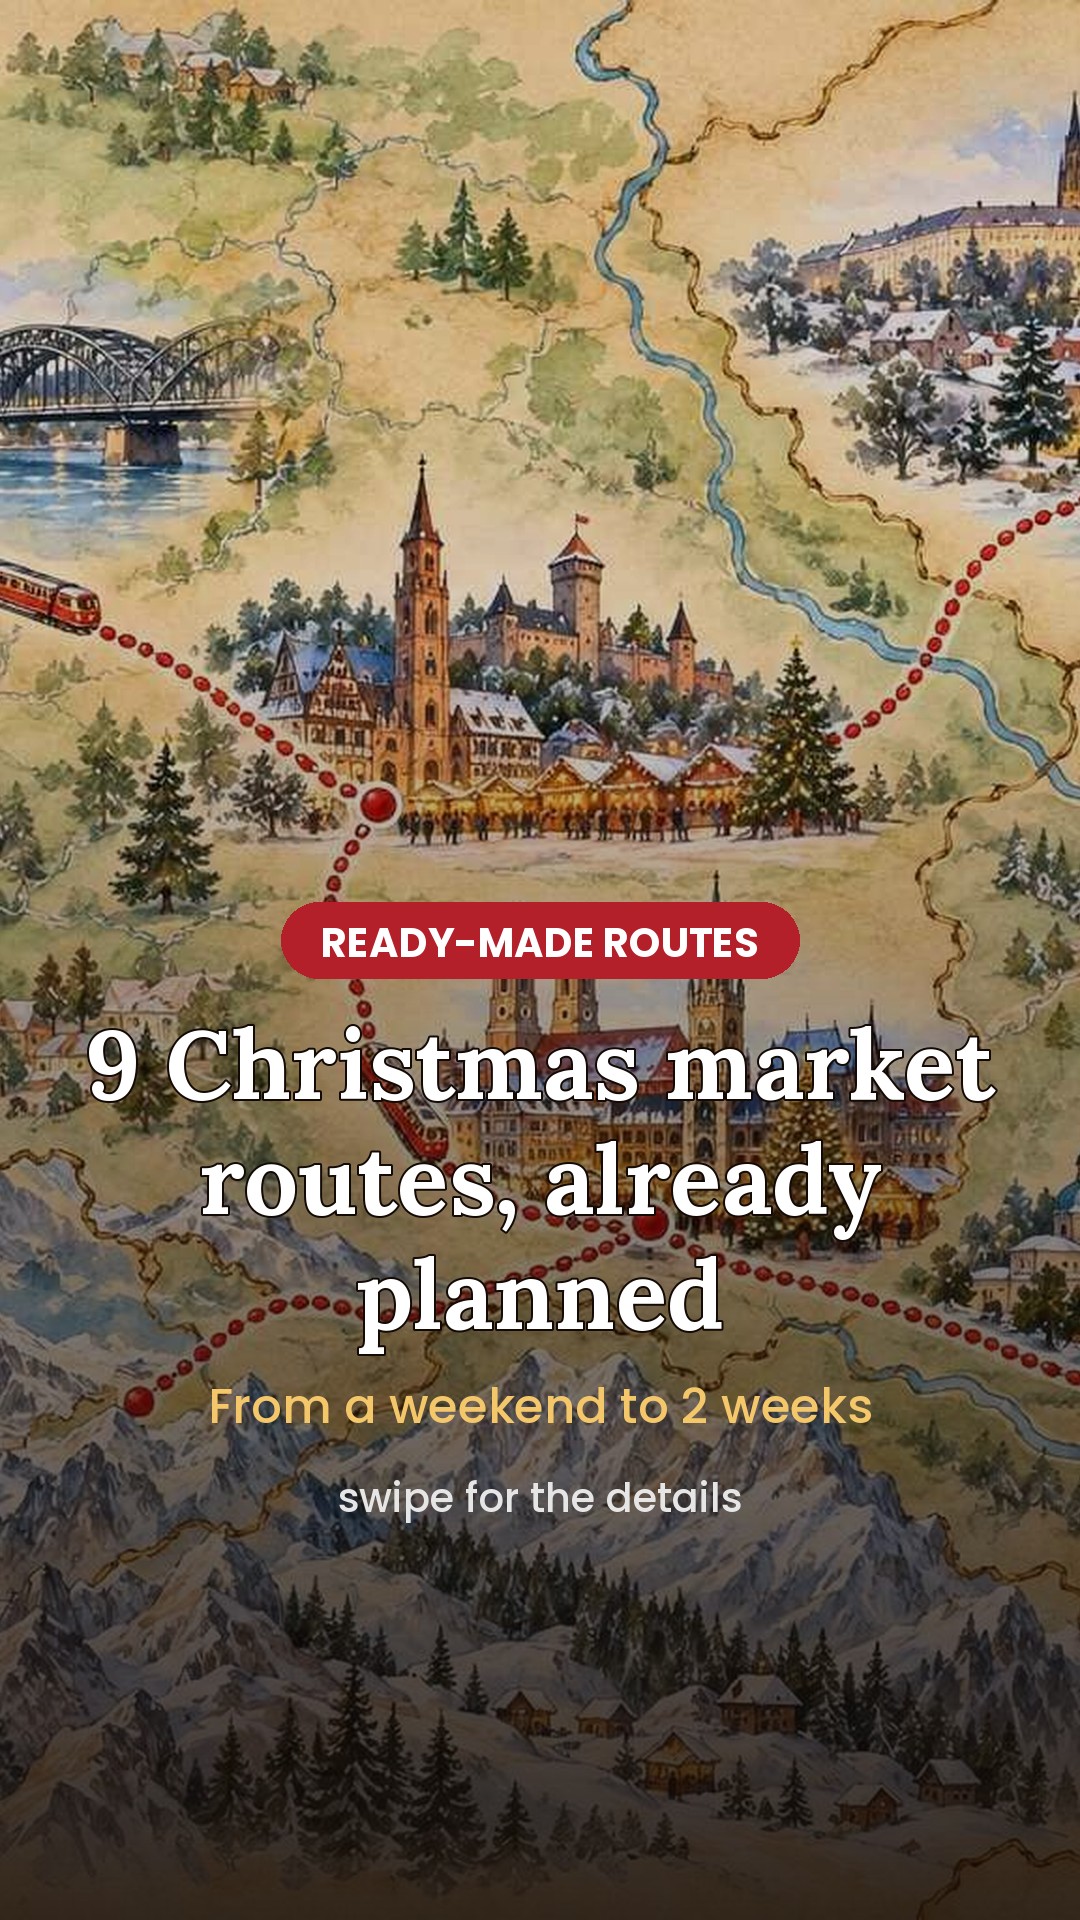 READY-MADE ROUTES
9 Christmas market
routes, already
planned
From a weekend to 2 weeks
swipe for the details